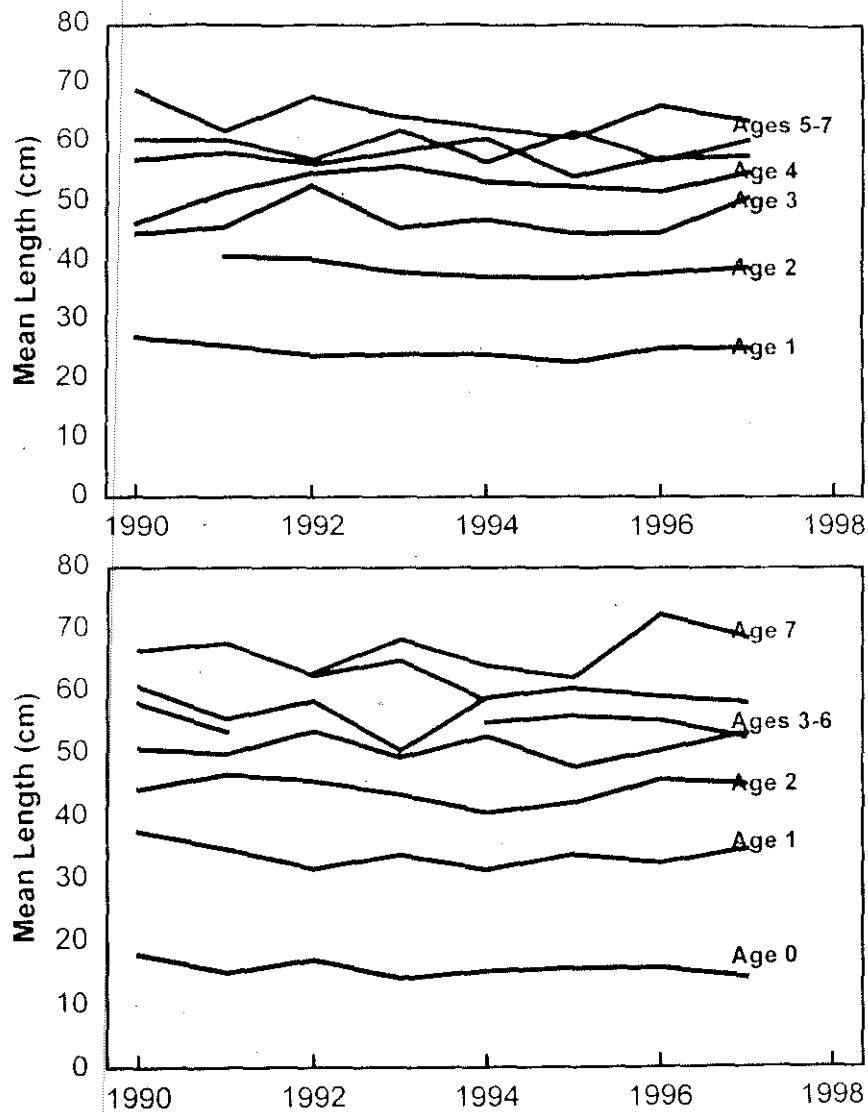 80
70
60
50
40
30
20
10
0
Mean Length (cm)
Ages 5-7
Age 4
Age 3
Age 2
Age 1
1990 1992 1994 1996 1998
80
70
60
50
40
30
20
10
0
Mean Length (cm)
Age 7
Ages 3-6
Age 2
Age 1
Age 0
1990 1992 1994 1996 1998